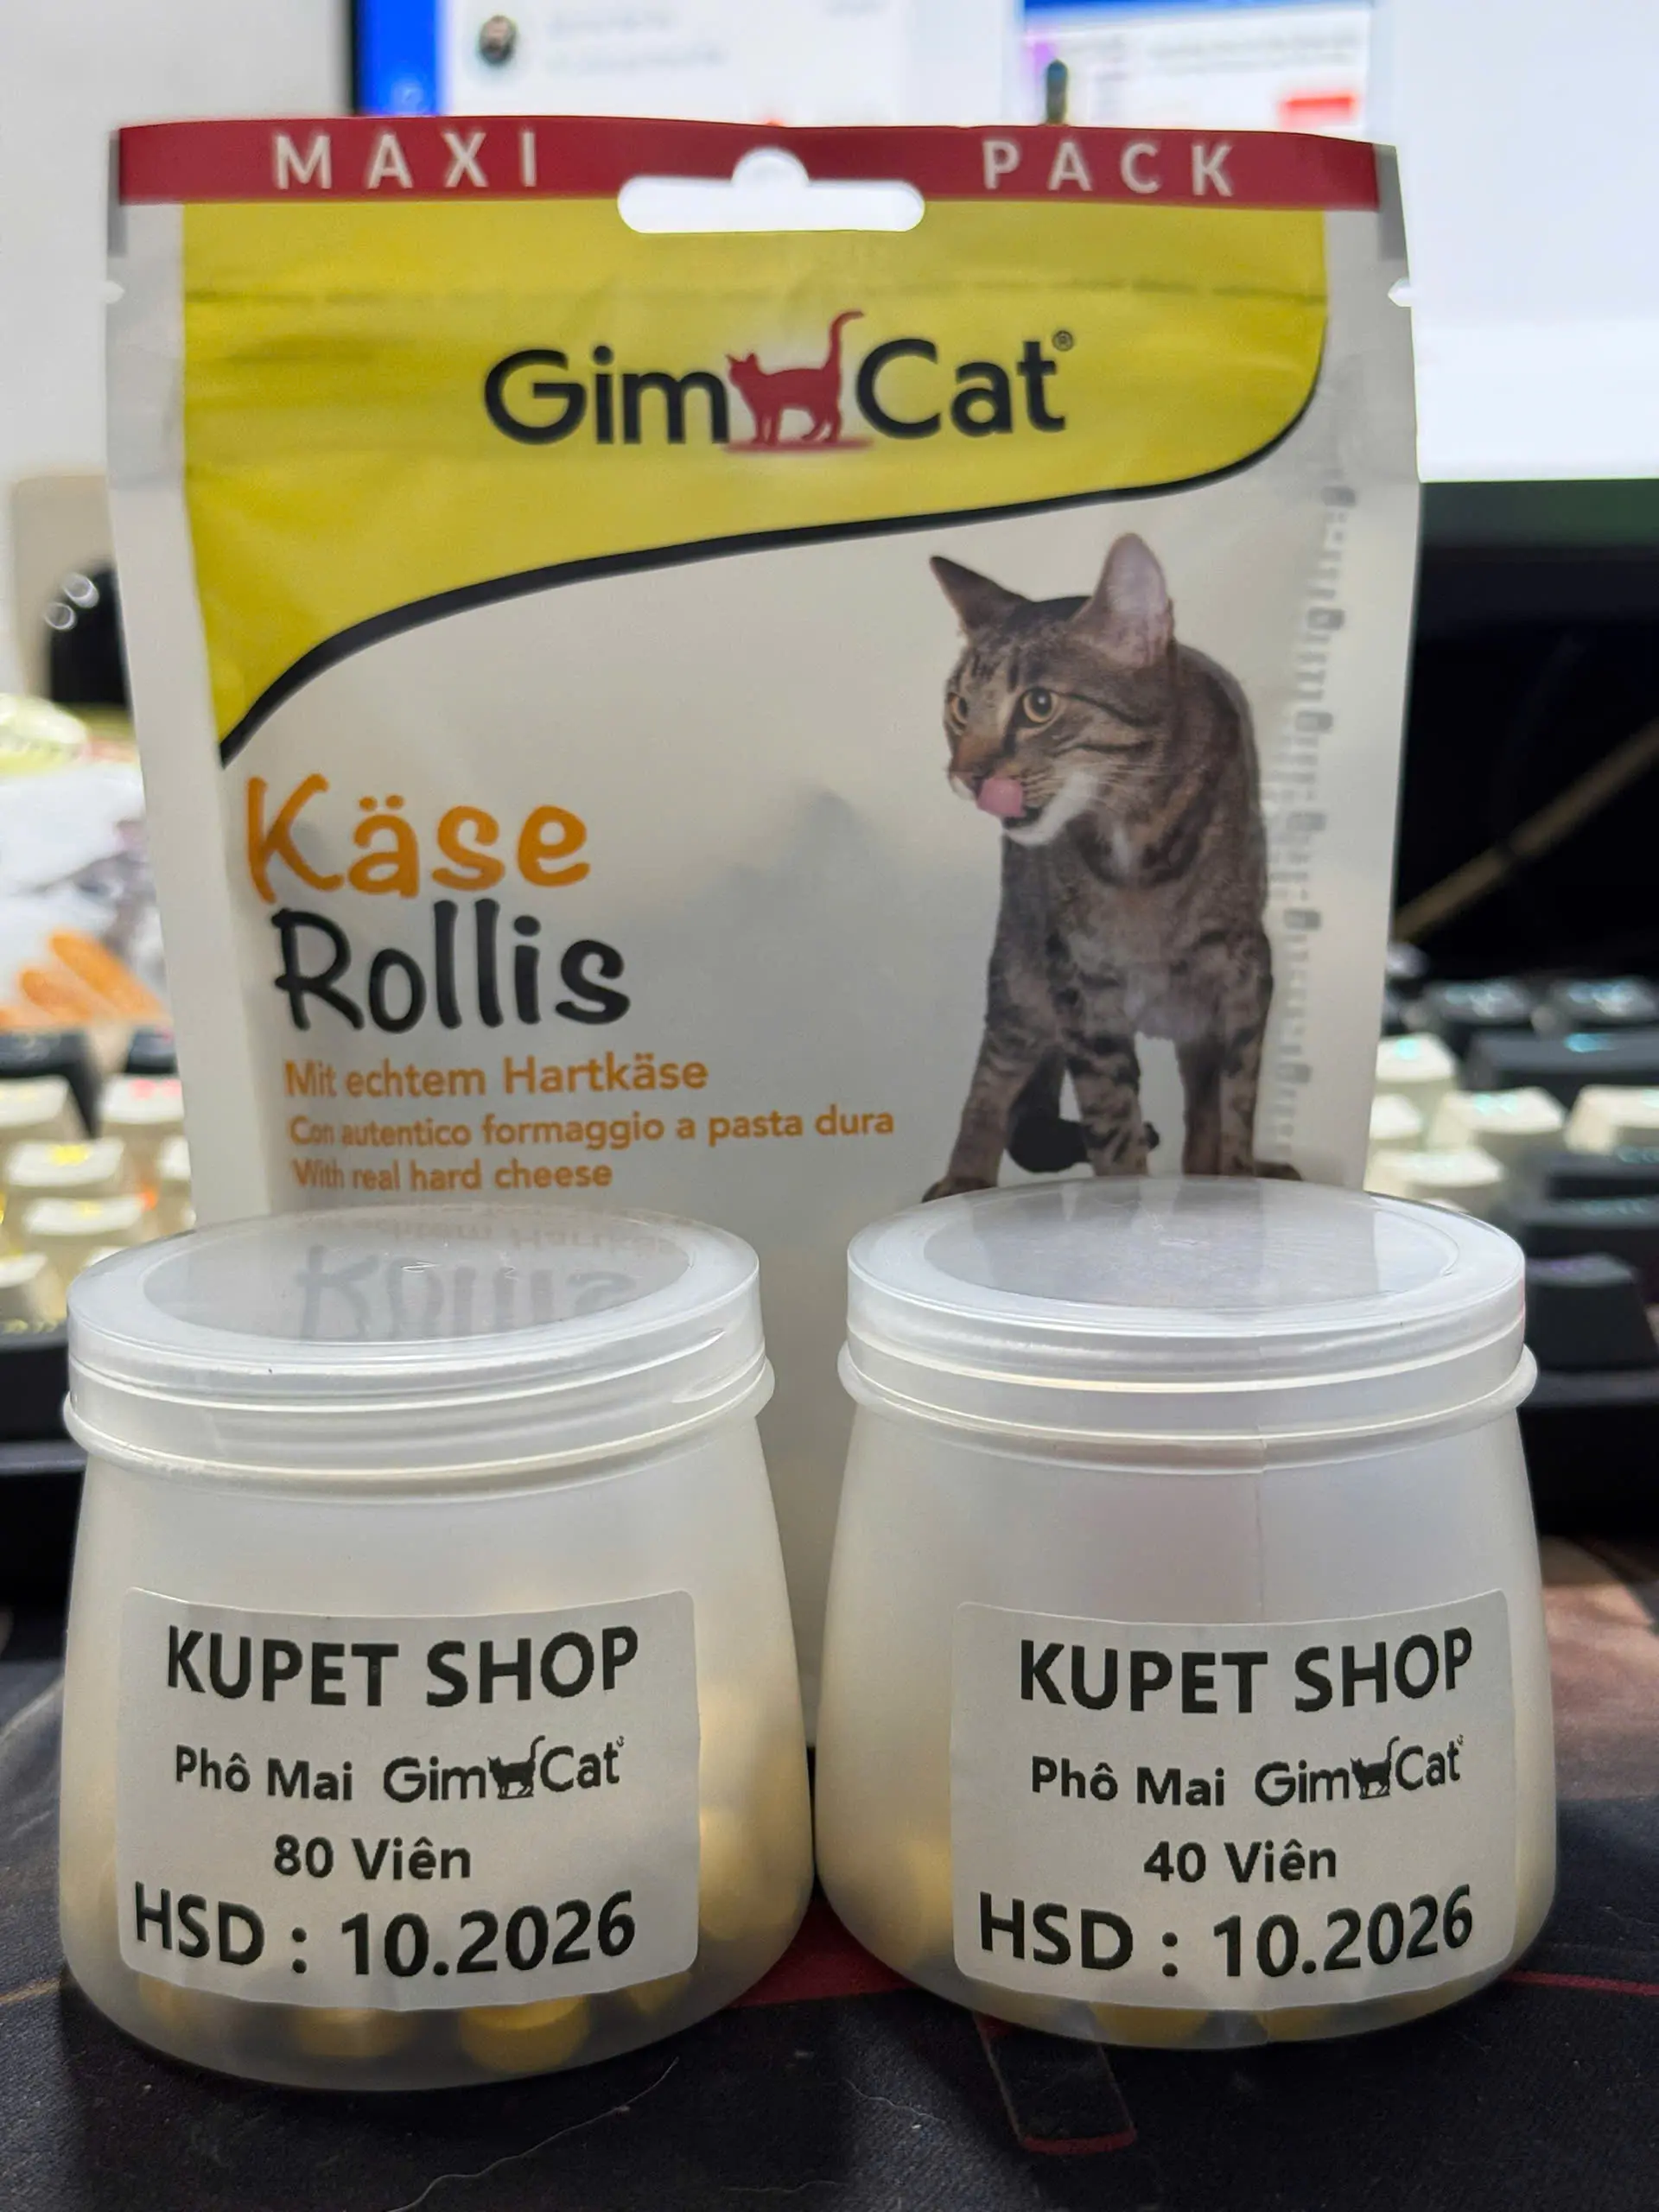 MAXI PACK
GimCat®
Käse
Rollis
Mit echtem Hartkäse
Con autentico formaggio a pasta dura
With real hard cheese
KUPET SHOP
Phô Mai GimCat
80 Viên
HSD : 10.2026
KUPET SHOP
Phô Mai GimCat
40 Viên
HSD : 10.2026